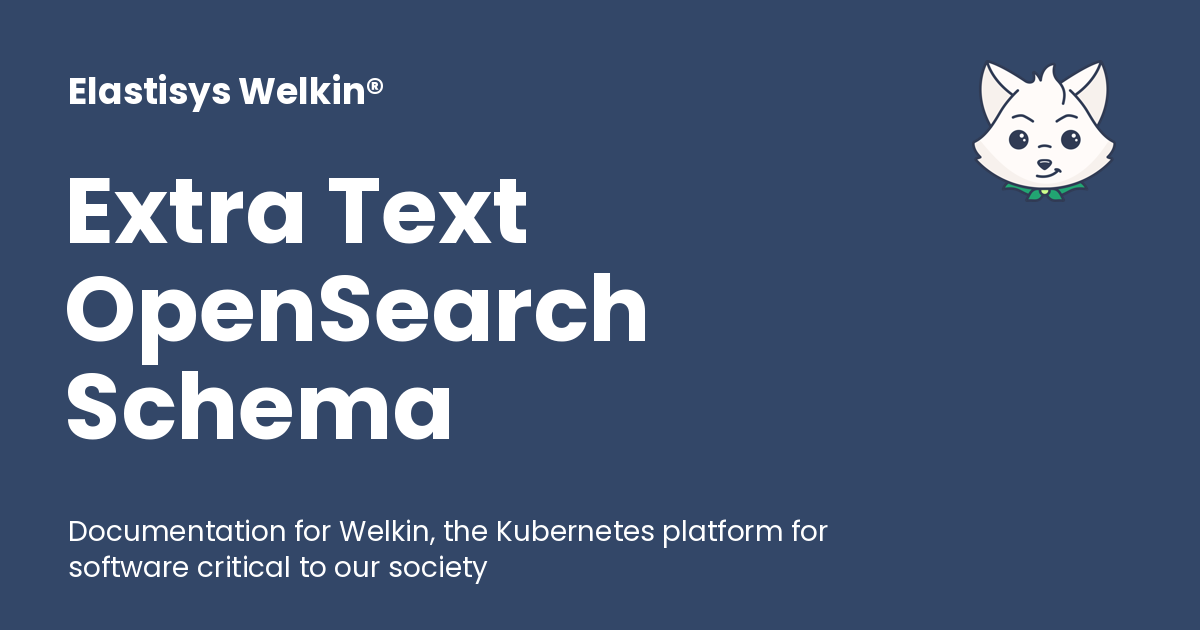 Elastisys Welkin®
Extra Text
OpenSearch
Schema
Documentation for Welkin, the Kubernetes platform for
software critical to our society